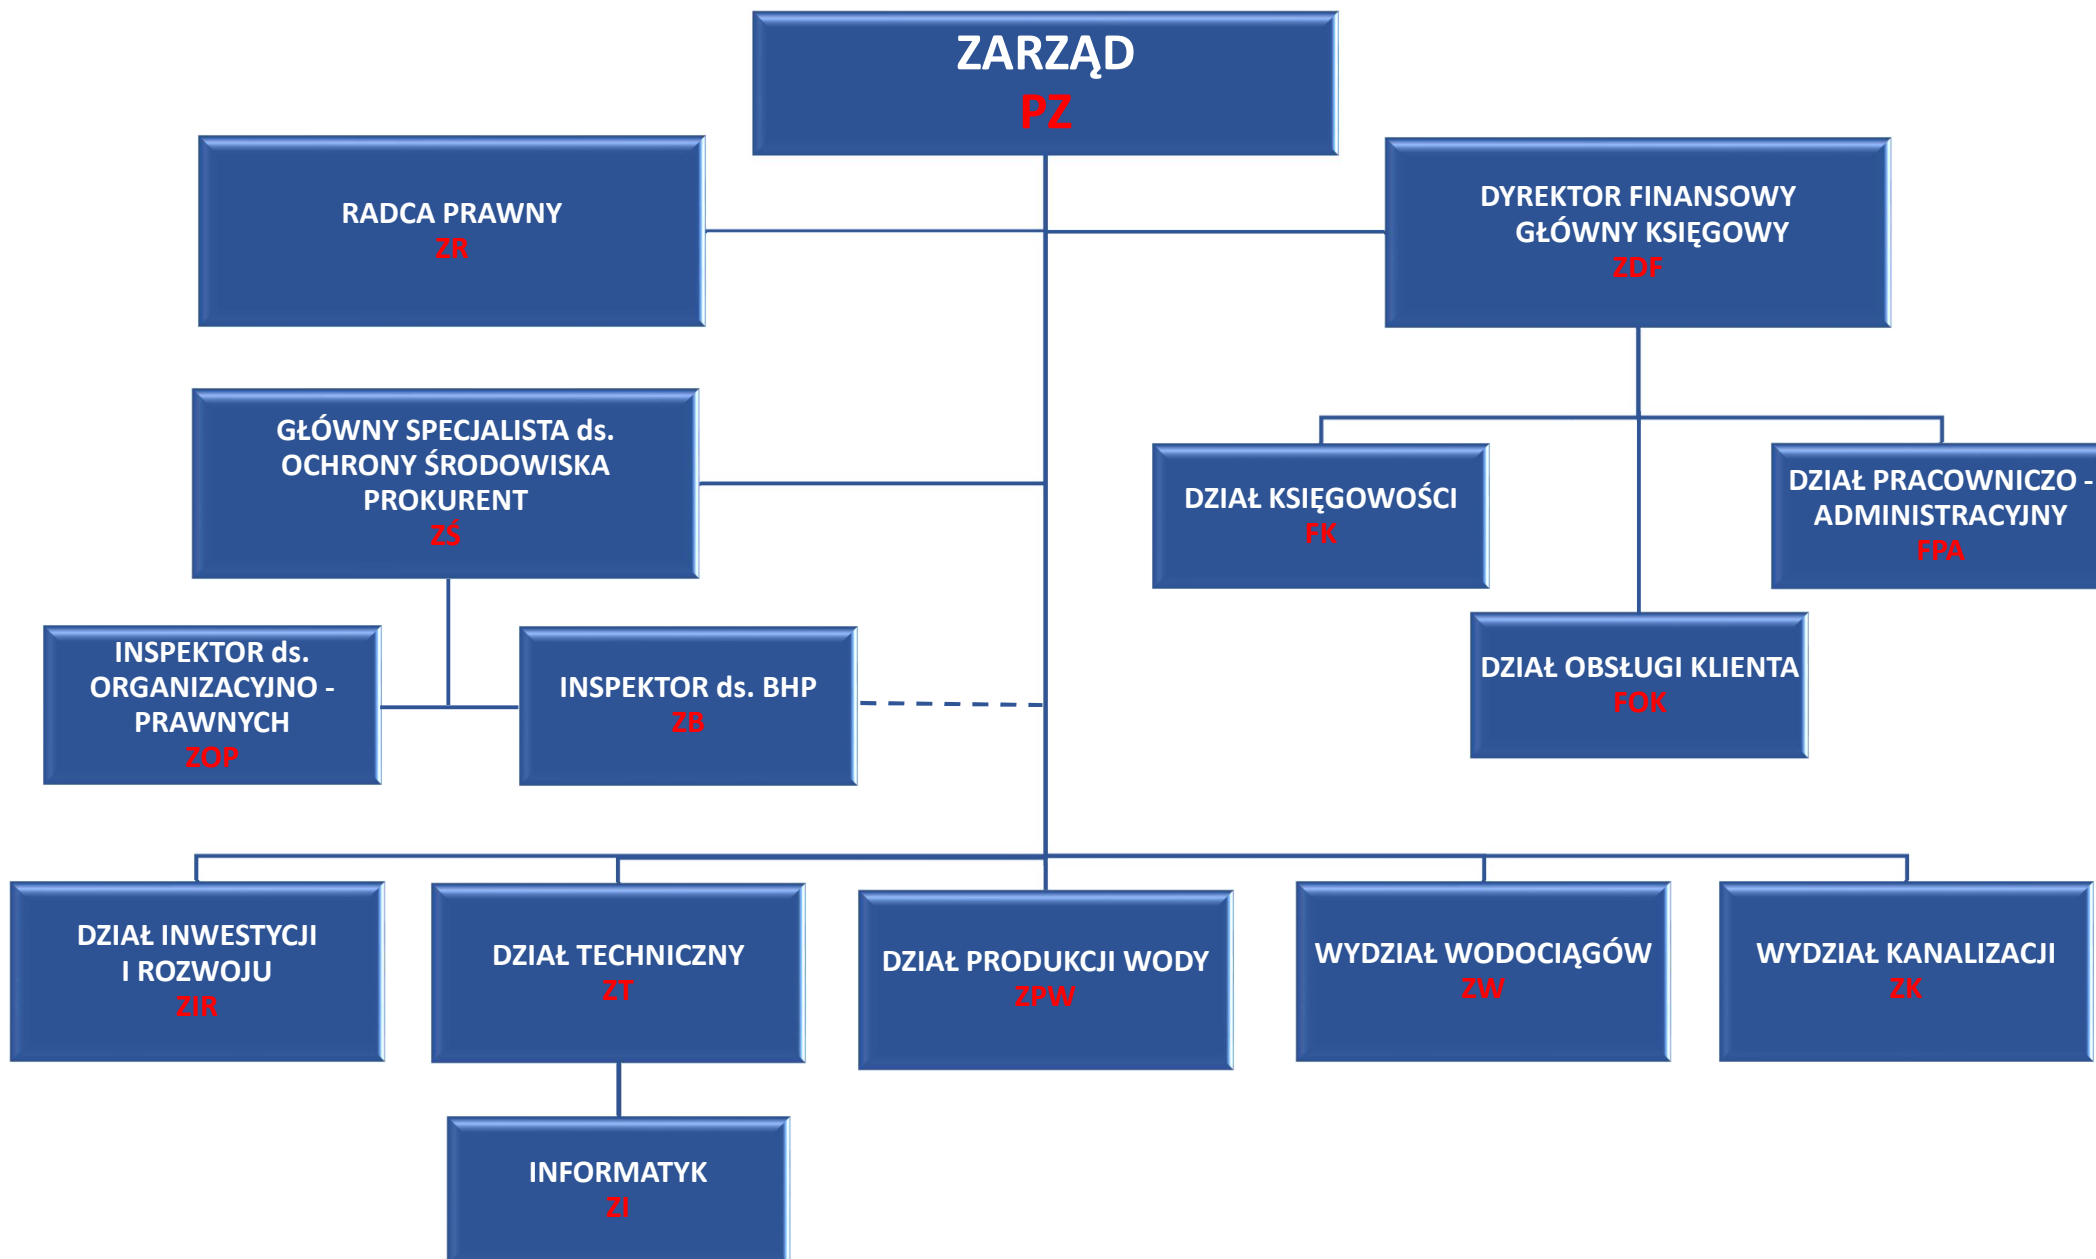 ZARZĄD
PZ
RADCA PRAWNY
ZR
DYREKTOR FINANSOWY
GŁÓWNY KSIĘGOWY
ZDF
GŁÓWNY SPECJALISTA ds.
OCHRONY ŚRODOWISKA
PROKURENT
ZŚ
DZIAŁ KSIĘGOWOŚCI
FK
DZIAŁ PRACOWNICZO -
ADMINISTRACYJNY
FPA
INSPEKTOR ds.
ORGANIZACYJNO -
PRAWNYCH
ZOP
INSPEKTOR ds. BHP
ZB
DZIAŁ OBSŁUGI KLIENTA
FOK
DZIAŁ INWESTYCJI
I ROZWOJU
ZIR
DZIAŁ TECHNICZNY
ZT
DZIAŁ PRODUKCJI WODY
ZPW
WYDZIAŁ WODOCIĄGÓW
ZW
WYDZIAŁ KANALIZACJI
ZK
INFORMATYK
ZI